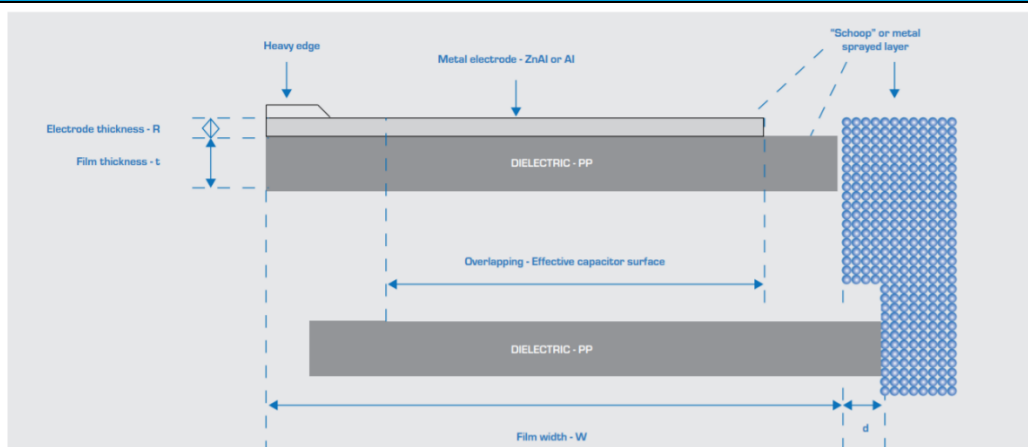 "Schoop" or metal
sprayed layer
Heavy edge
Metal electrode - ZnAl or Al
Electrode thickness - R
Film thickness - t
DIELECTRIC - PP
Overlapping - Effective capacitor surface
DIELECTRIC - PP
d
Film width - W